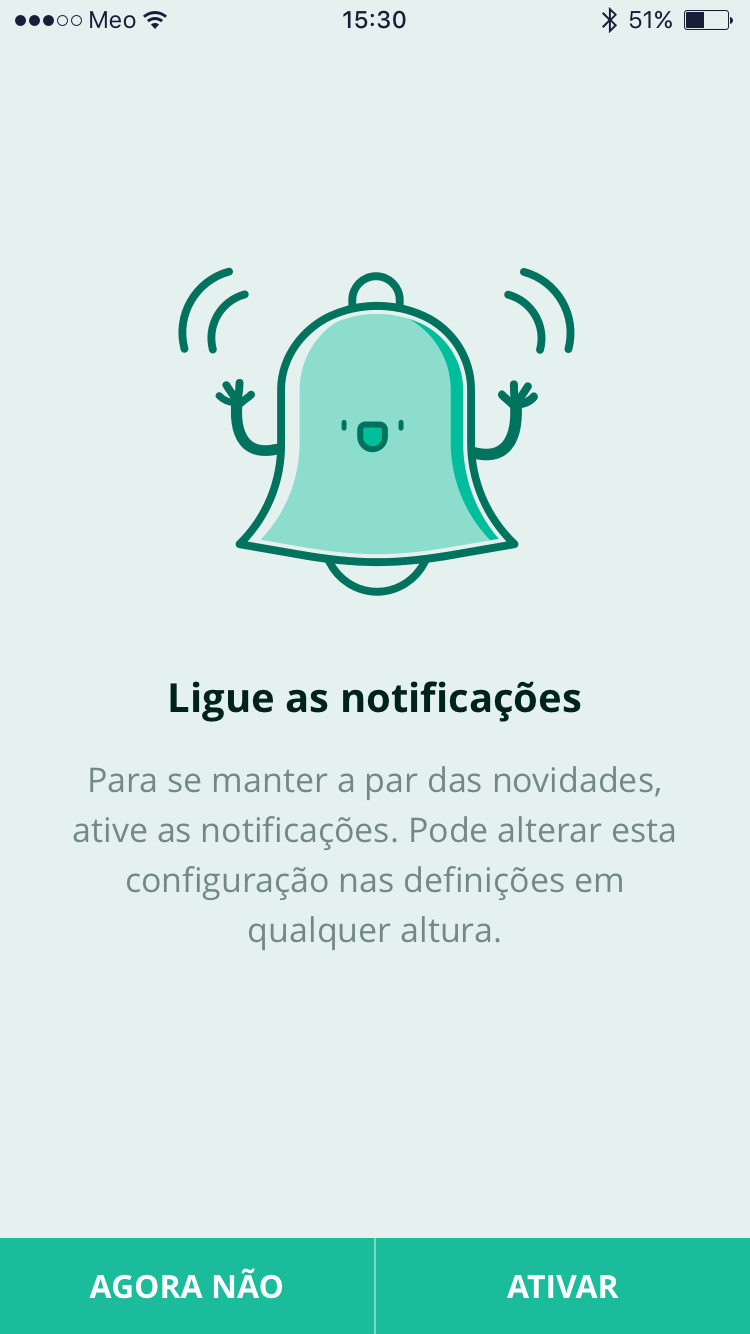 Meo 15:30 51%
Ligue as notificações
Para se manter a par das novidades,
ative as notificações. Pode alterar esta
configuração nas definições em
qualquer altura.
AGORA NÃO ATIVAR